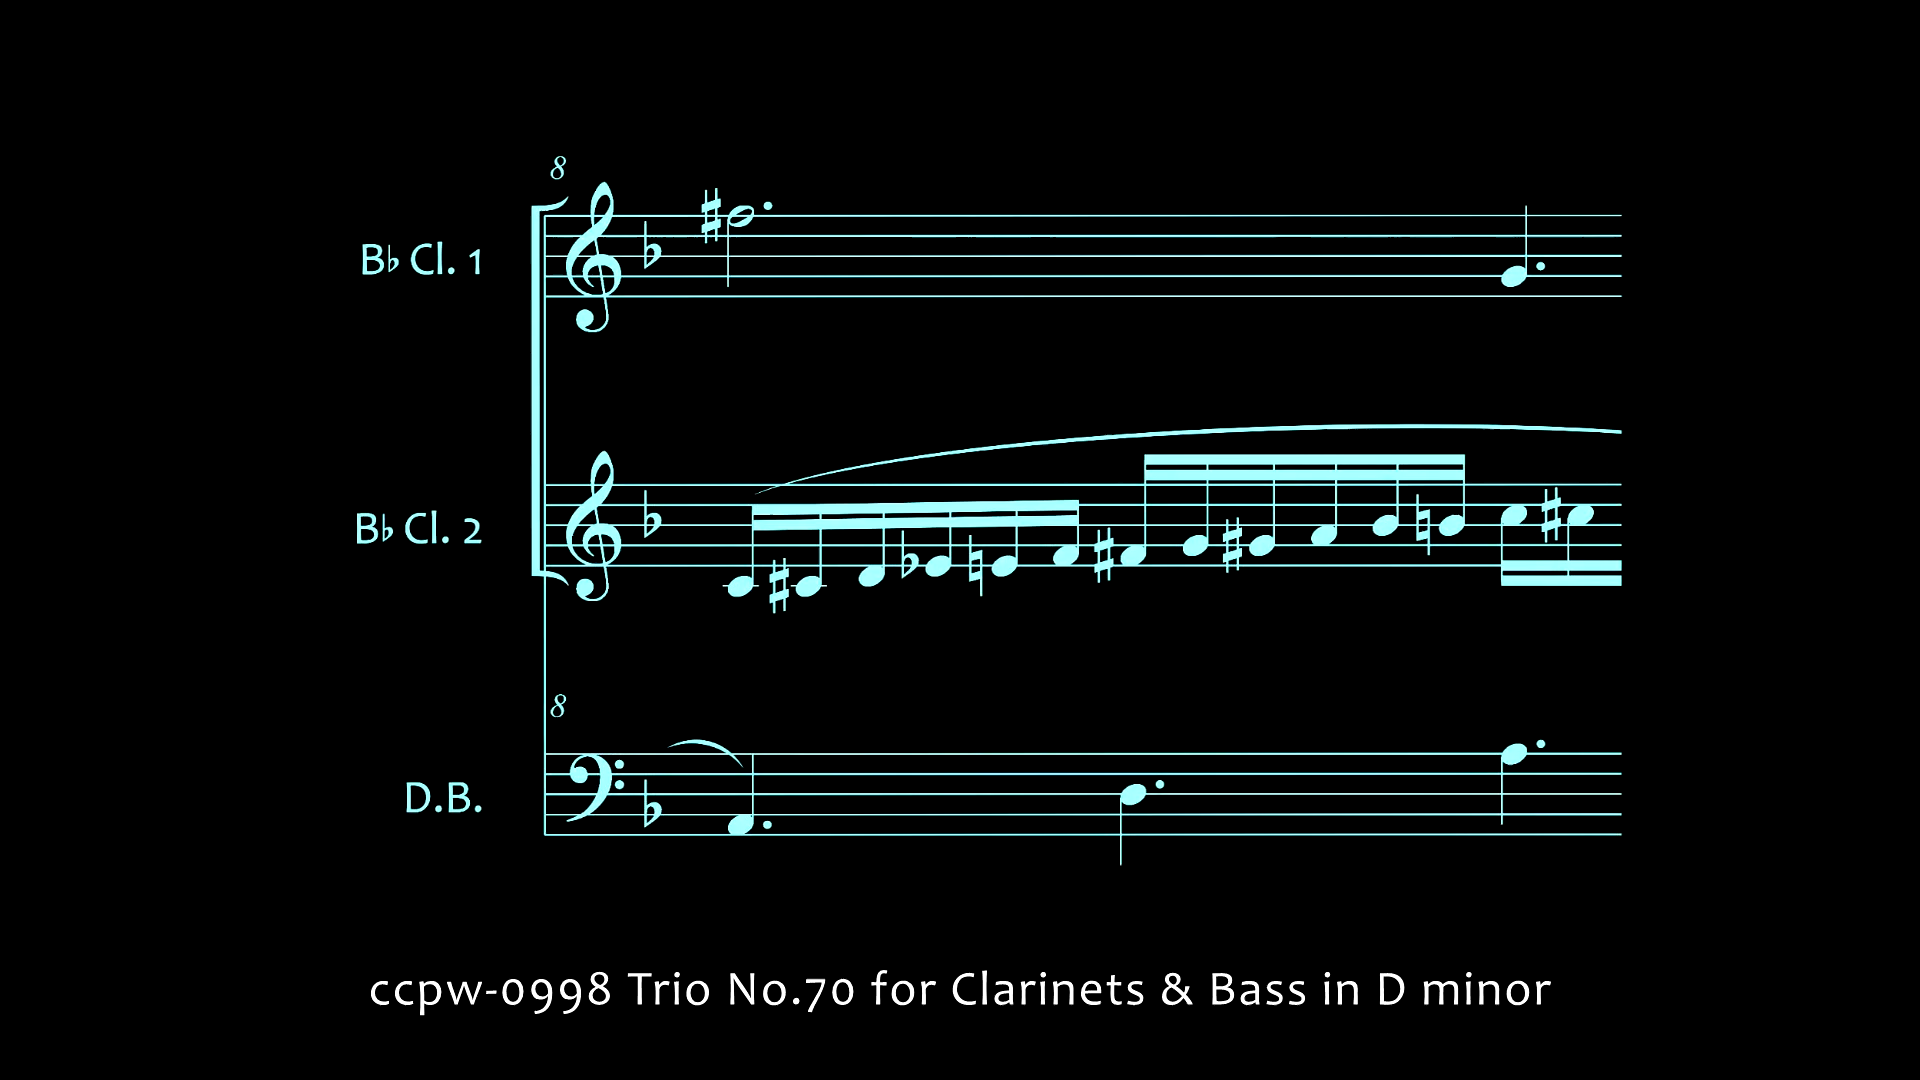 8
B♭ Cl. 1
B♭ Cl. 2
8
D.B.
ccpw-0998 Trio No.70 for Clarinets & Bass in D minor